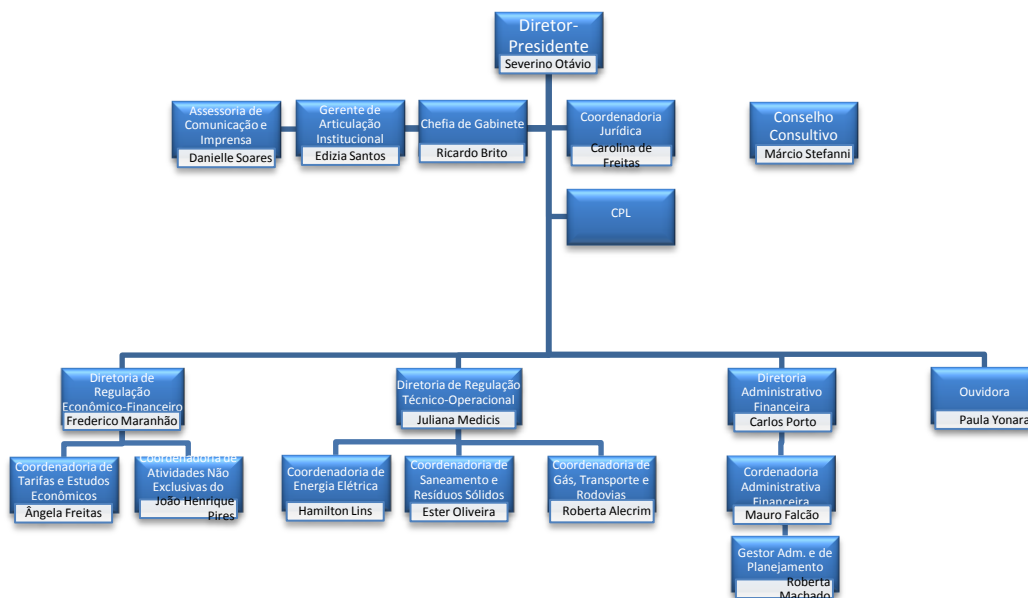 Diretor-
Presidente
Severino Otávio
Assessoria de
Comunicação e
Imprensa
Danielle Soares
Gerente de
Articulação
Institucional
Edizia Santos
Chefia de Gabinete
Ricardo Brito
Coordenadoria
Jurídica
Carolina de
Freitas
Conselho
Consultivo
Márcio Stefanni
CPL
Diretoria de
Regulação
Econômico-Financeiro
Frederico Maranhão
Diretoria de Regulação
Técnico-Operacional
Juliana Medicis
Diretoria
Administrativo
Financeira
Carlos Porto
Ouvidora
Paula Yonara
Coordenadoria de
Tarifas e Estudos
Econômicos
Ângela Freitas
Coordenadoria de
Atividades Não
Exclusivas do
João Henrique
Pires
Coordenadoria de
Energia Elétrica
Hamilton Lins
Coordenadoria de
Saneamento e
Resíduos Sólidos
Ester Oliveira
Coordenadoria de
Gás, Transporte e
Rodovias
Roberta Alecrim
Cordenadoria
Administrativa
Financeira
Mauro Falcão
Gestor Adm. e de
Planejamento
Roberta
Machado